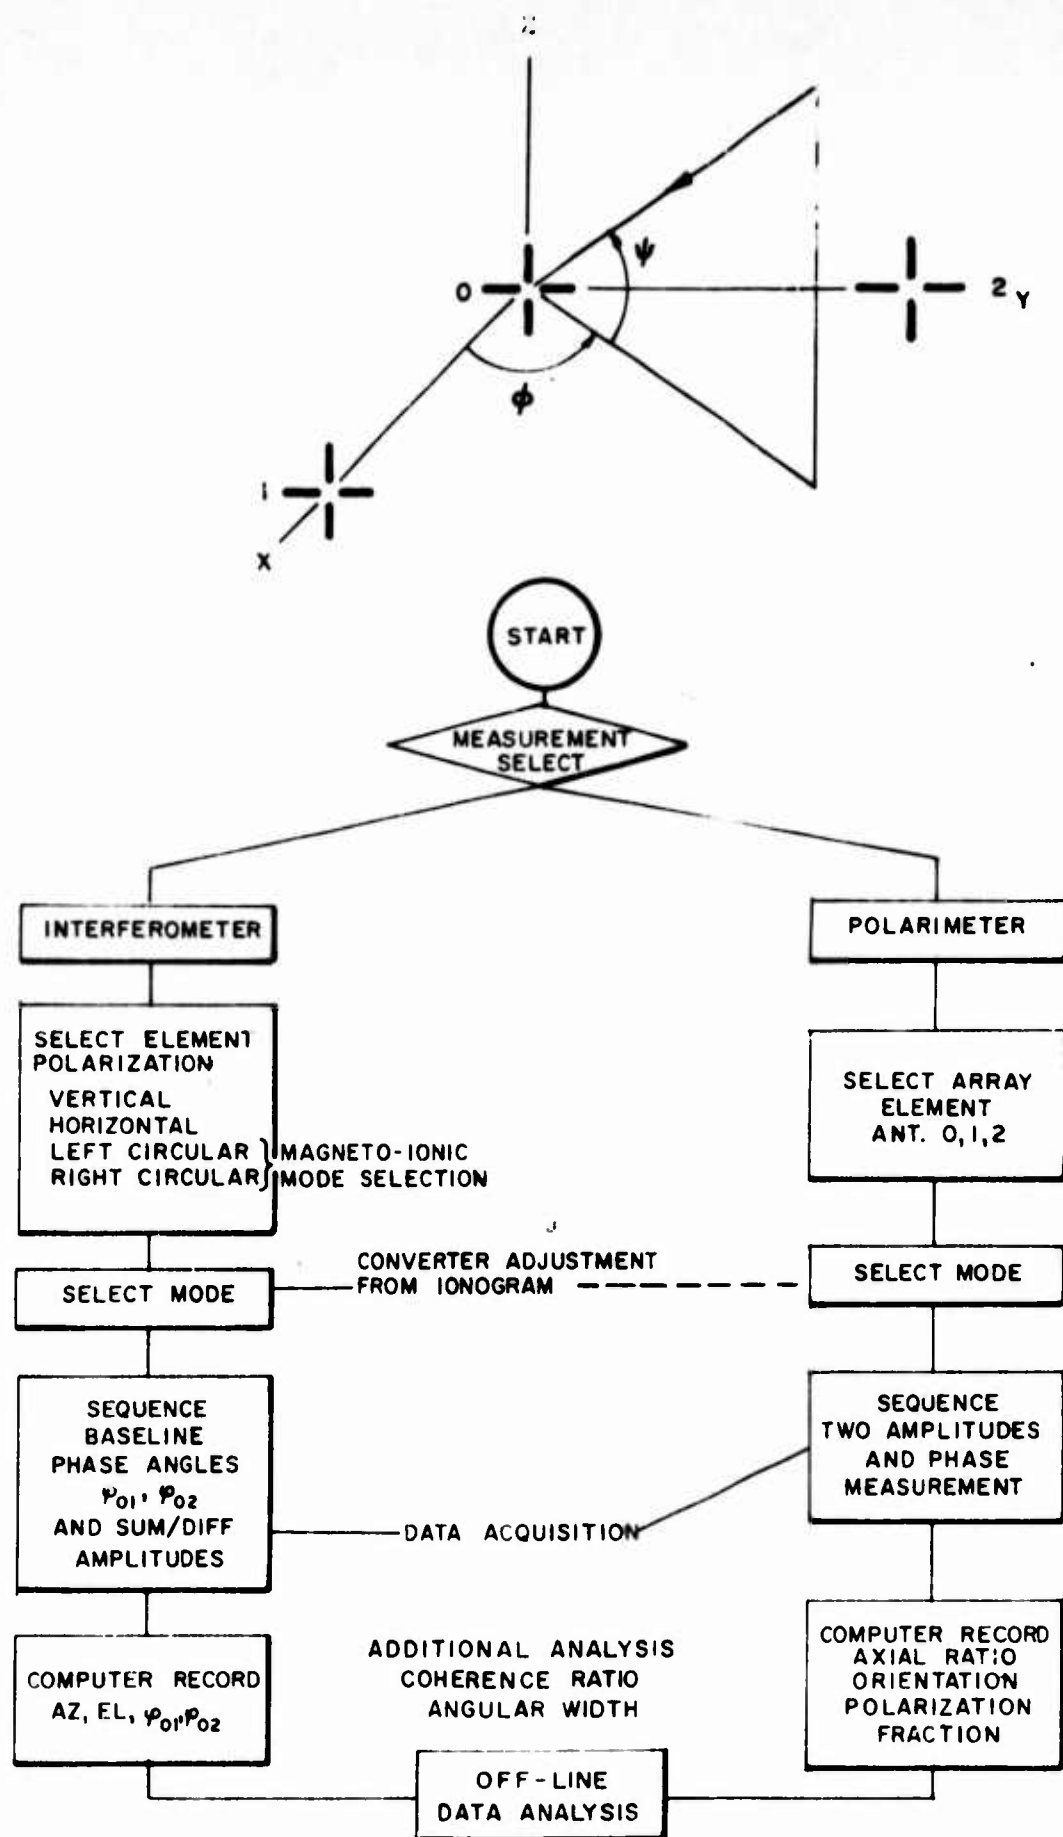 Z
ψ
0
2 Y
ϕ
1
X
START
MEASUREMENT
SELECT
INTERFEROMETER
POLARIMETER
SELECT ELEMENT
POLARIZATION
VERTICAL
HORIZONTAL
LEFT CIRCULAR } MAGNETO-IONIC
RIGHT CIRCULAR } MODE SELECTION
SELECT ARRAY
ELEMENT
ANT. 0,1,2
SELECT MODE
CONVERTER ADJUSTMENT
FROM IONOGRAM
SELECT MODE
SEQUENCE
BASELINE
PHASE ANGLES
φ01, φ02
AND SUM/DIFF
AMPLITUDES
DATA ACQUISITION
SEQUENCE
TWO AMPLITUDES
AND PHASE
MEASUREMENT
COMPUTER RECORD
AZ, EL, φ01,φ02
ADDITIONAL ANALYSIS
COHERENCE RATIO
ANGULAR WIDTH
COMPUTER RECORD
AXIAL RATIO
ORIENTATION
POLARIZATION
FRACTION
OFF-LINE
DATA ANALYSIS